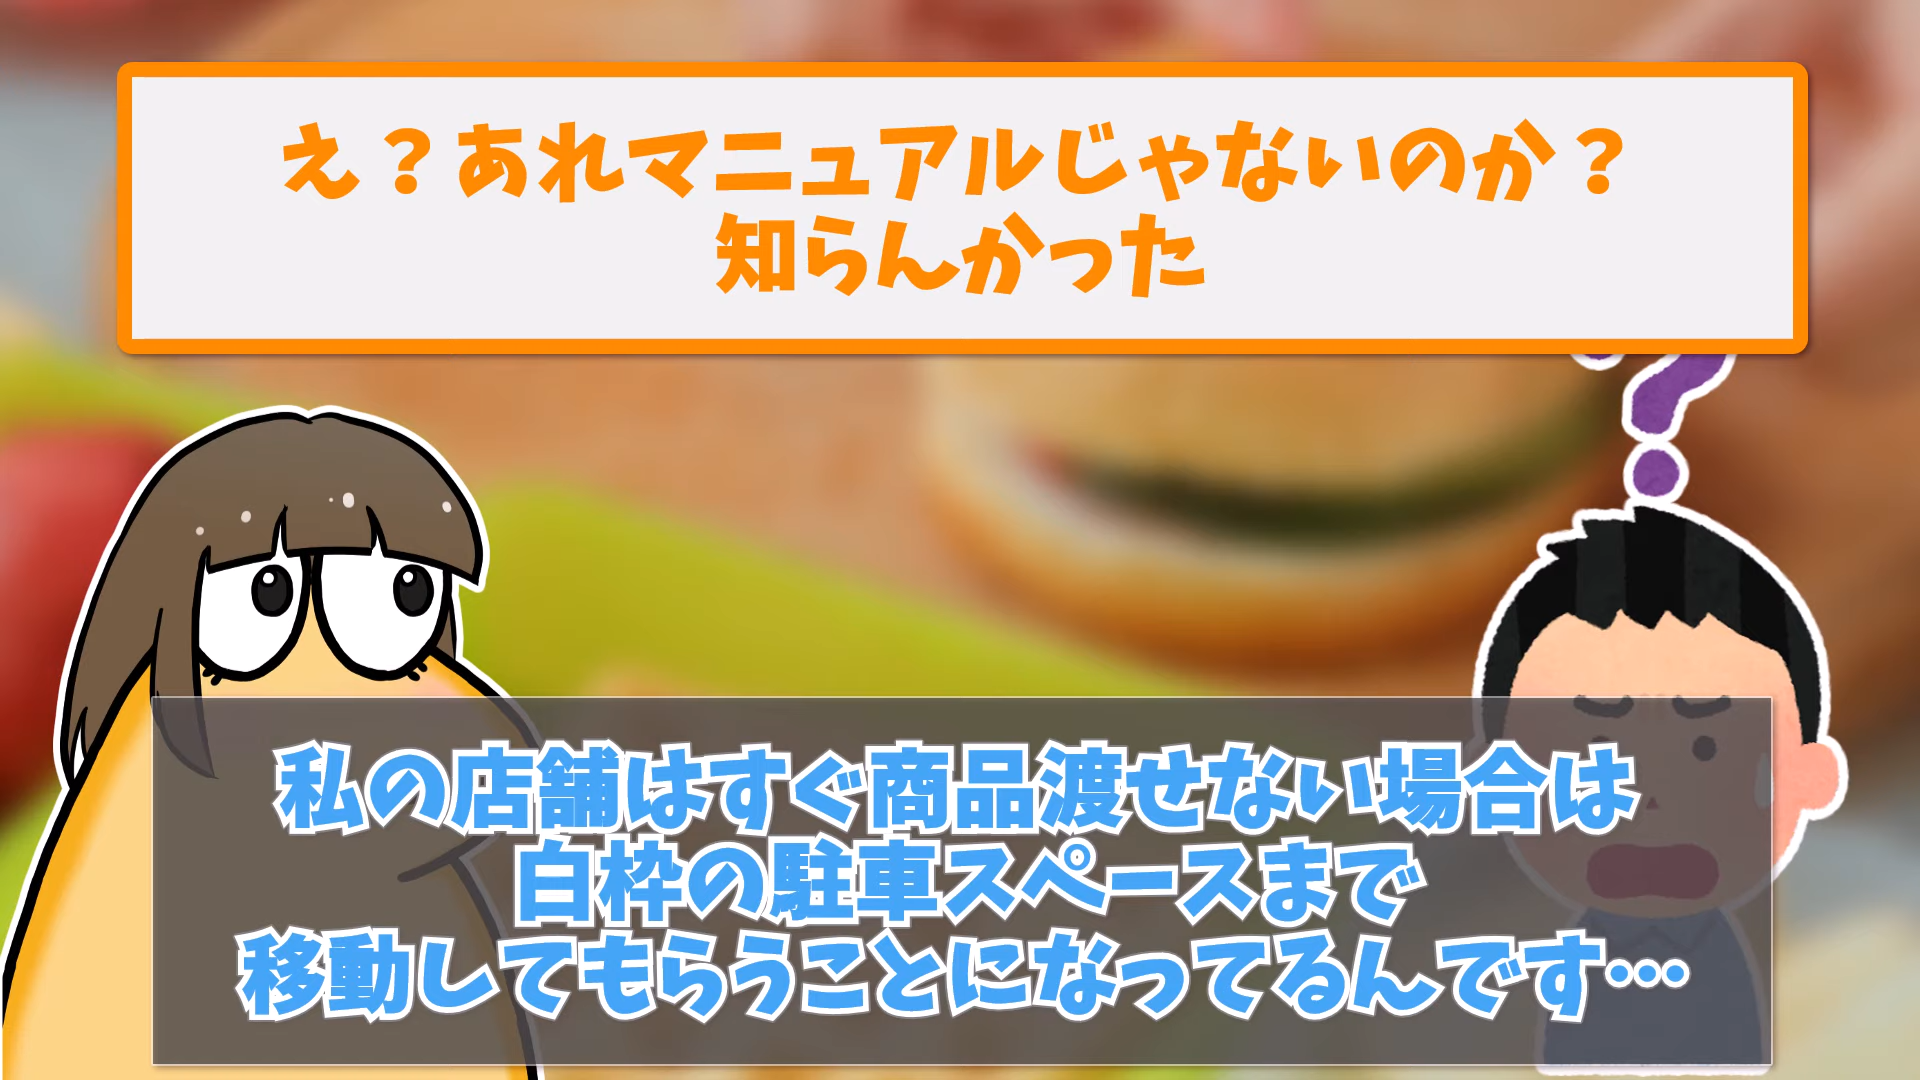 え？あれマニュアルじゃないのか？
知らんかった
?
私の店舗はすぐ商品渡せない場合は
白枠の駐車スペースまで
移動してもらうことになってるんです…